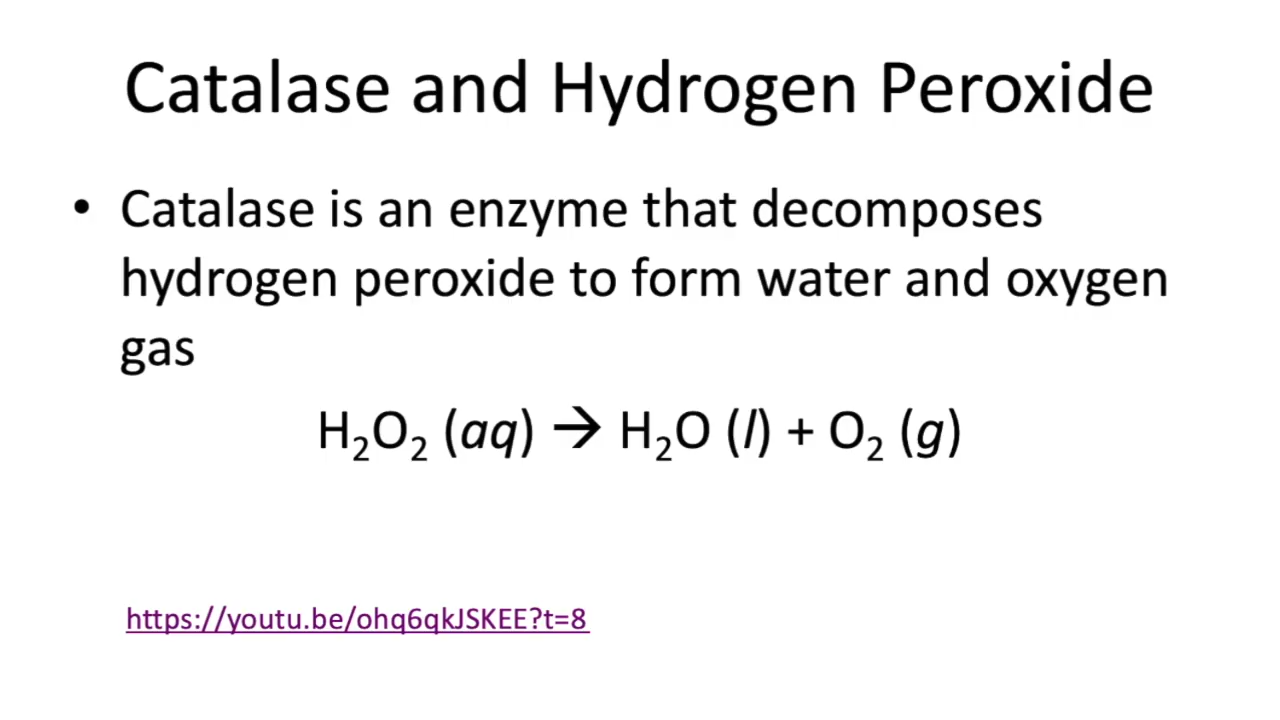 Catalase and Hydrogen Peroxide
• Catalase is an enzyme that decomposes
hydrogen peroxide to form water and oxygen
gas
H₂O₂ (aq) → H₂O (l) + O₂ (g)
https://youtu.be/ohq6qkJSKEE?t=8